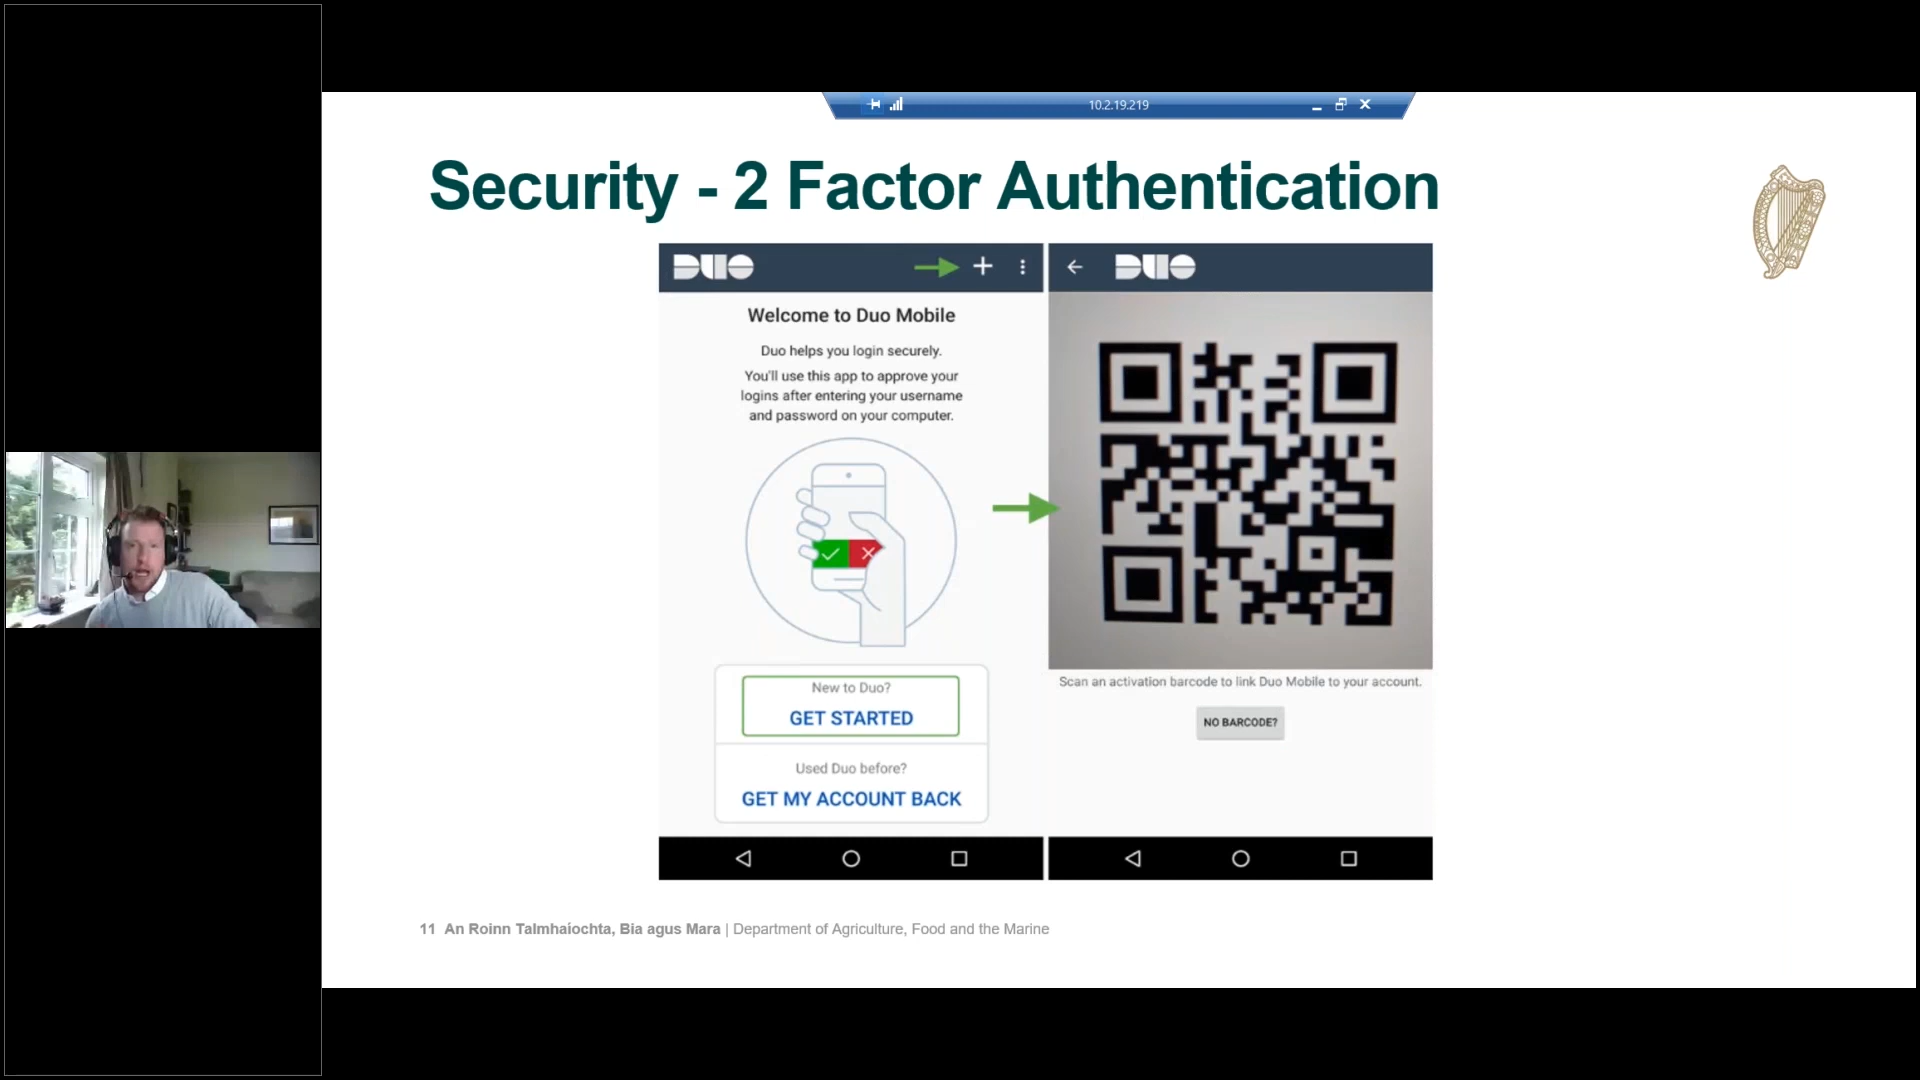 10.2.19.219
Security - 2 Factor Authentication
DUO
Welcome to Duo Mobile
Duo helps you login securely.
You'll use this app to approve your
logins after entering your username
and password on your computer.
New to Duo?
GET STARTED
Used Duo before?
GET MY ACCOUNT BACK
DUO
Scan an activation barcode to link Duo Mobile to your account.
NO BARCODE?
11 An Roinn Talmhaíochta, Bia agus Mara | Department of Agriculture, Food and the Marine